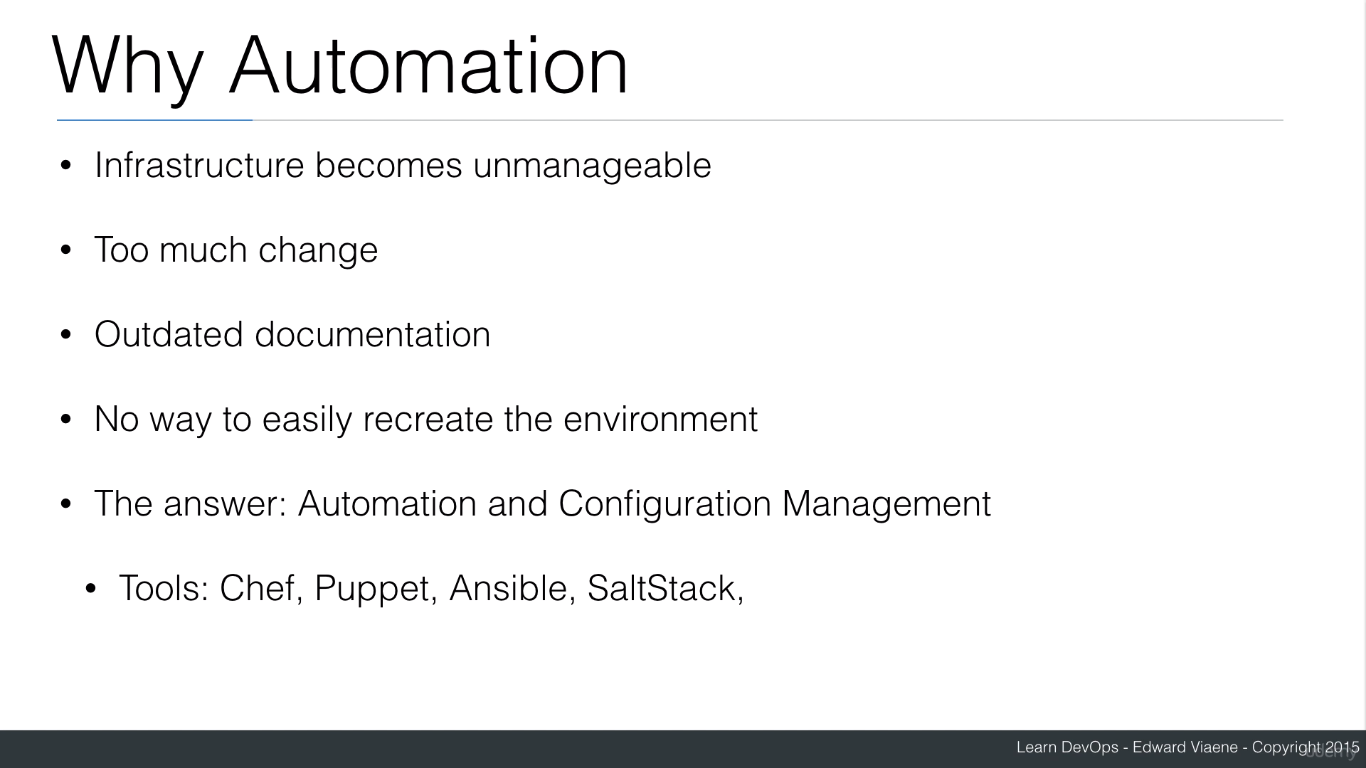 Why Automation
• Infrastructure becomes unmanageable
• Too much change
• Outdated documentation
• No way to easily recreate the environment
• The answer: Automation and Configuration Management
• Tools: Chef, Puppet, Ansible, SaltStack,
Learn DevOps - Edward Viaene - Copyright 2015
udemy